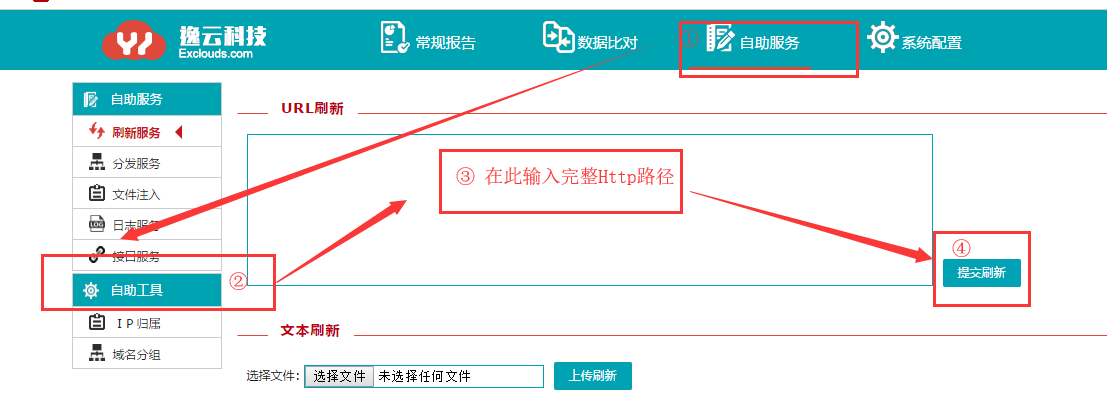 逸云科技
Exclouds.com
常规报告
数据比对
① 自助服务
系统配置
自助服务
刷新服务
分发服务
文件注入
LOG 日志服务
接口服务
② 自助工具
IP归属
域名分组
URL刷新
③ 在此输入完整Http路径
④
提交刷新
文本刷新
选择文件: 选择文件 未选择任何文件 上传刷新